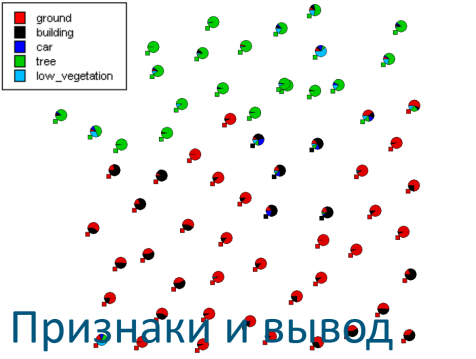 ground
building
car
tree
low_vegetation
Признаки и вывод